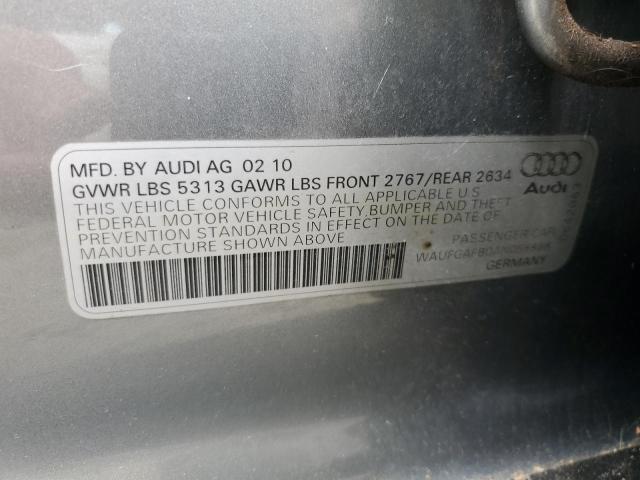 MFD. BY AUDI AG 02 10
GVWR LBS 5313 GAWR LBS FRONT 2767/REAR 2634
THIS VEHICLE CONFORMS TO ALL APPLICABLE U S
FEDERAL MOTOR VEHICLE SAFETY, BUMPER AND THEFT
PREVENTION STANDARDS IN EFFECT ON THE DATE OF
MANUFACTURE SHOWN ABOVE
PASSENGER CAR
GERMANY
Audi